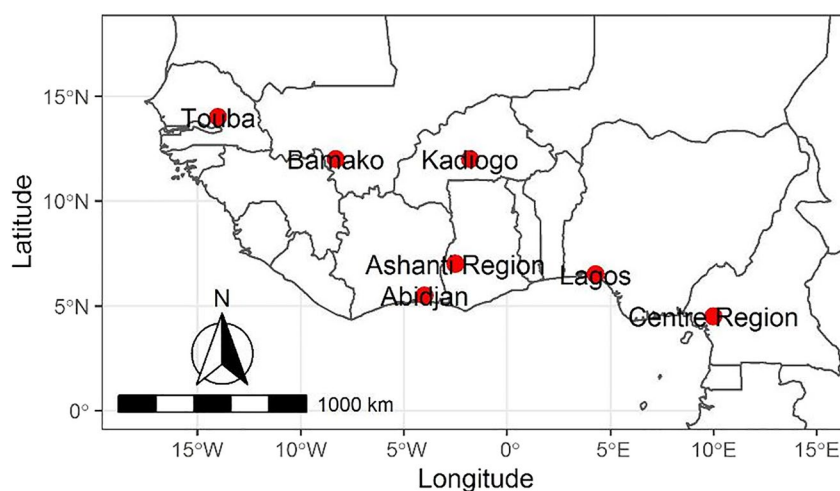 15°N
10°N
5°N
0°
Latitude
Touba
Bamako
Kadiogo
Ashanti Region
Abidjan
Lagos
Centre Region
N
1000 km
15°W
10°W
5°W
0°
5°E
10°E
15°E
Longitude